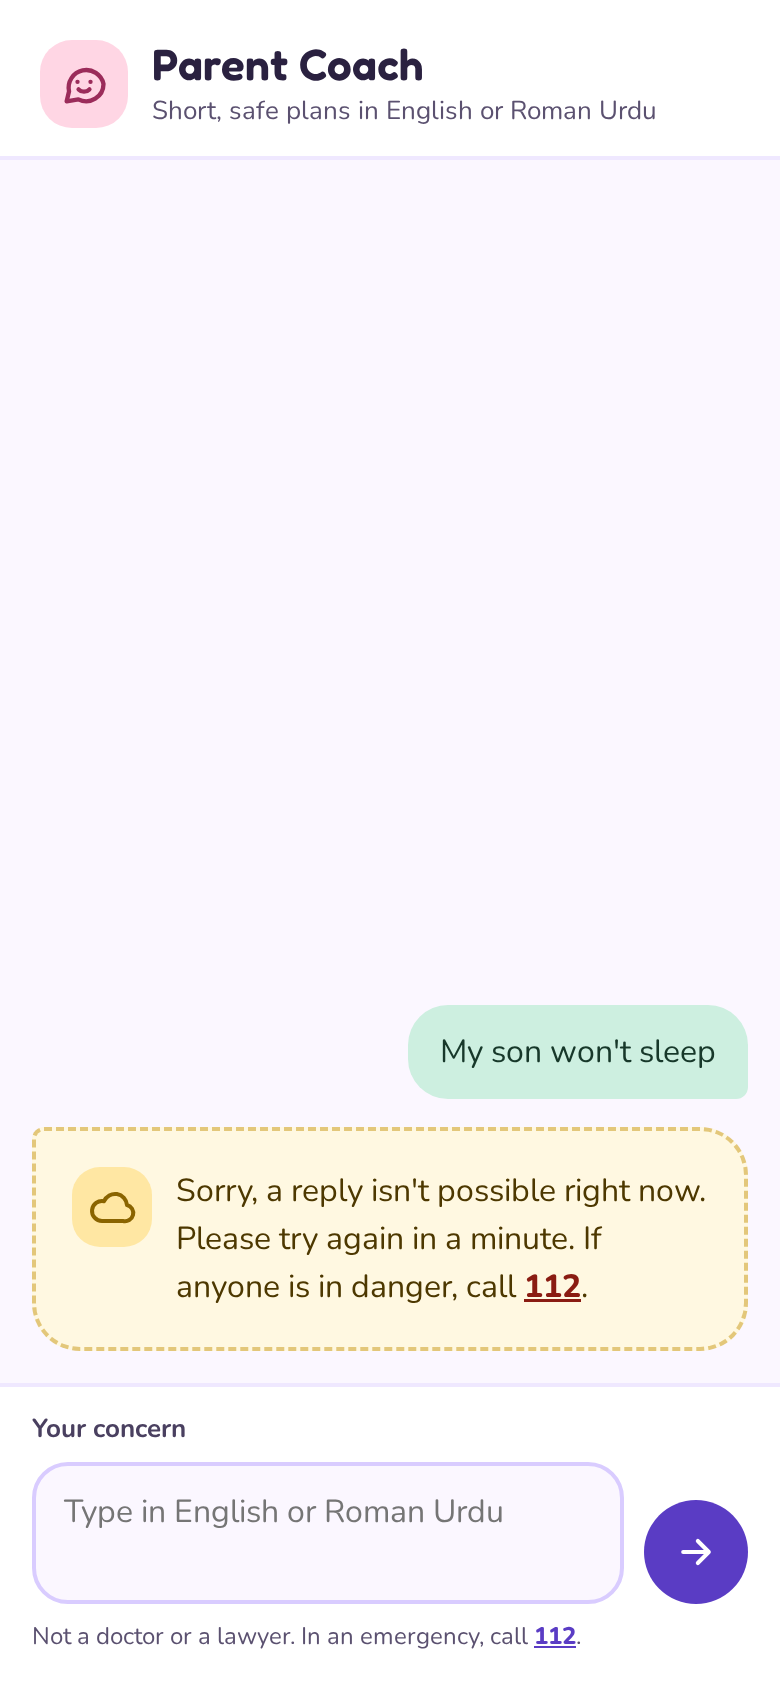 Parent Coach
Short, safe plans in English or Roman Urdu
My son won't sleep
Sorry, a reply isn't possible right now.
Please try again in a minute. If
anyone is in danger, call 112.
Your concern
Type in English or Roman Urdu
Not a doctor or a lawyer. In an emergency, call 112.